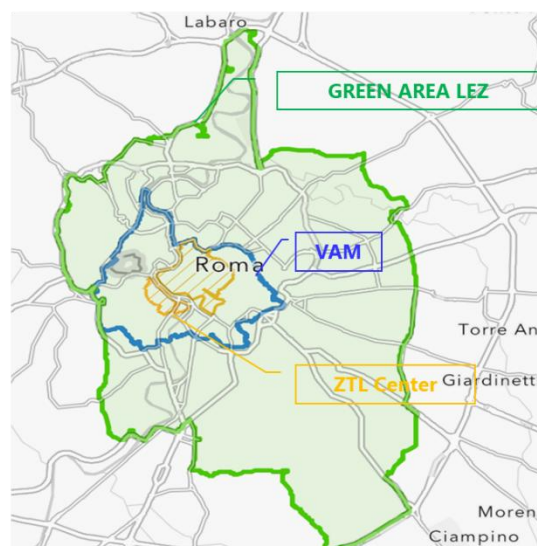 Labaro
GREEN AREA LEZ
Roma
VAM
Torre An
ZTL Center
Giardinett
Moren
Ciampino